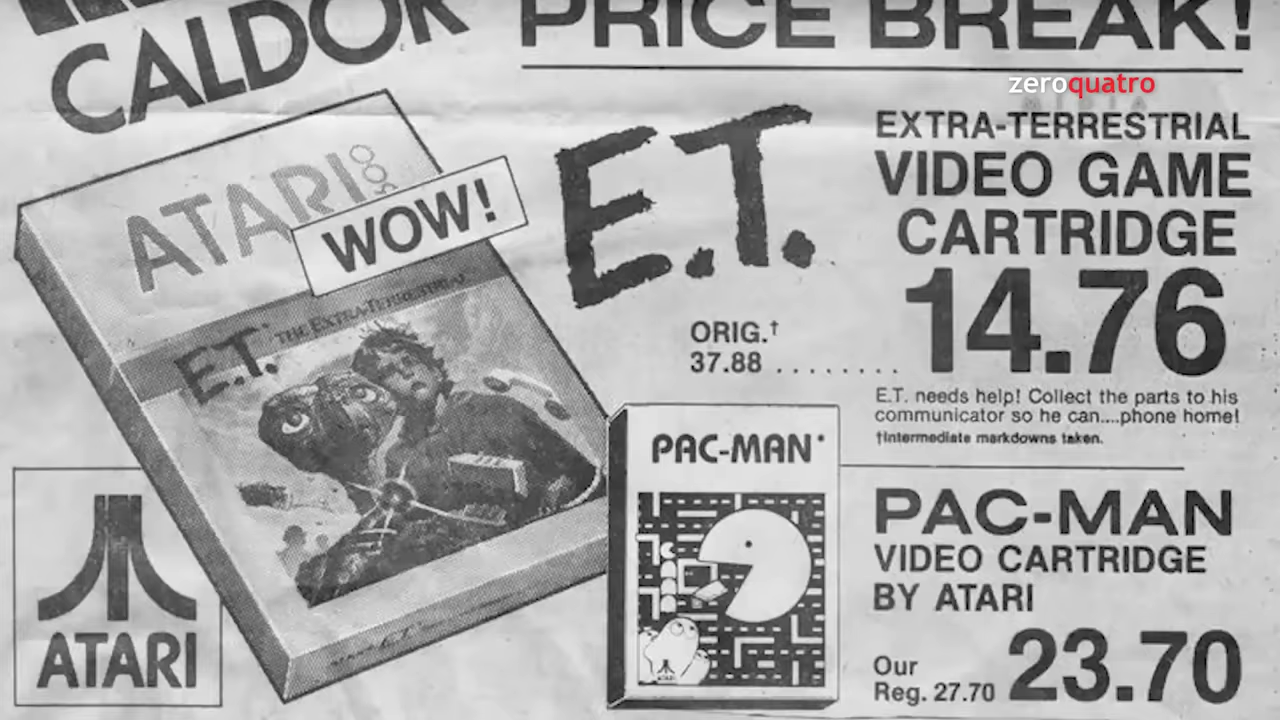 CALDOR
PRICE BREAK!
zeroquatro
ATARI
WOW!
E.T.
THE EXTRA-TERRESTRIAL
E.T.
EXTRA-TERRESTRIAL
VIDEO GAME
CARTRIDGE
ORIG.†
37.88 ........ 14.76
E.T. needs help! Collect the parts to his
communicator so he can....phone home!
†Intermediate markdowns taken.
PAC-MAN
ATARI
PAC-MAN
VIDEO CARTRIDGE
BY ATARI
Our
Reg. 27.70 23.70
ATARI